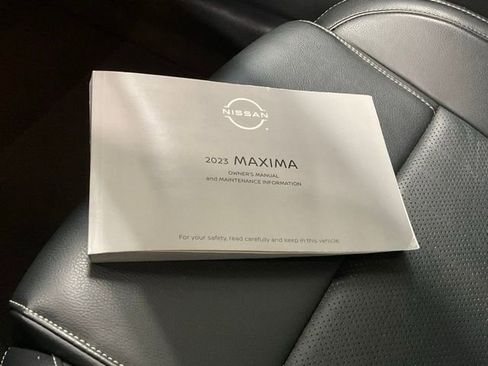 NISSAN
2023 MAXIMA
OWNER'S MANUAL
and MAINTENANCE INFORMATION
For your safety, read carefully and keep in this vehicle.